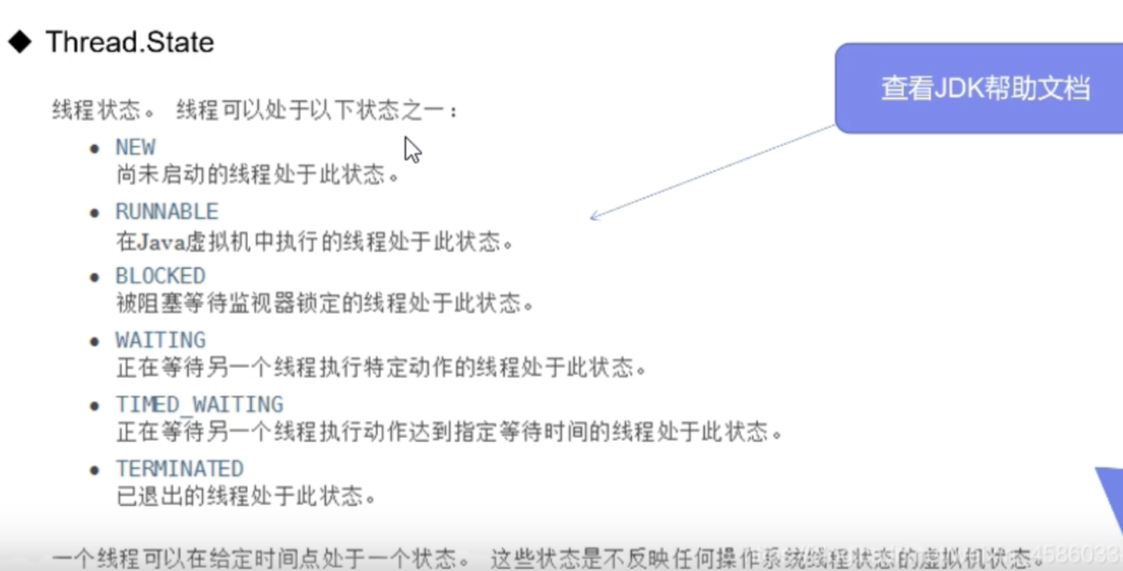 ◆ Thread.State
查看JDK帮助文档
线程状态。 线程可以处于以下状态之一：
• NEW
尚未启动的线程处于此状态。
• RUNNABLE
在Java虚拟机中执行的线程处于此状态。
• BLOCKED
被阻塞等待监视器锁定的线程处于此状态。
• WAITING
正在等待另一个线程执行特定动作的线程处于此状态。
• TIMED_WAITING
正在等待另一个线程执行动作达到指定等待时间的线程处于此状态。
• TERMINATED
已退出的线程处于此状态。
一个线程可以在给定时间点处于一个状态。 这些状态是不反映任何操作系统线程状态的虚拟机状态。